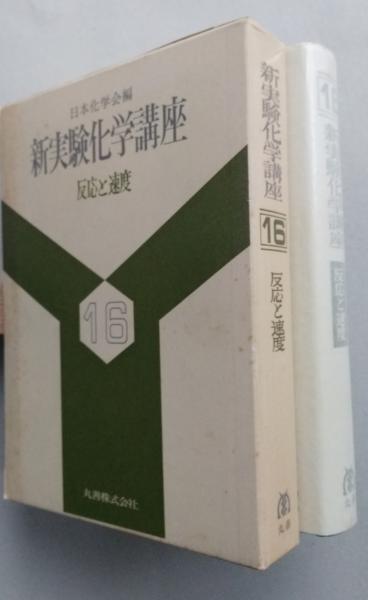 日本化学会編
新実験化学講座
反応と速度
16
丸善株式会社
新実験化学講座
16
反応と速度
丸善
新実験化学講座
反応と速度
丸善